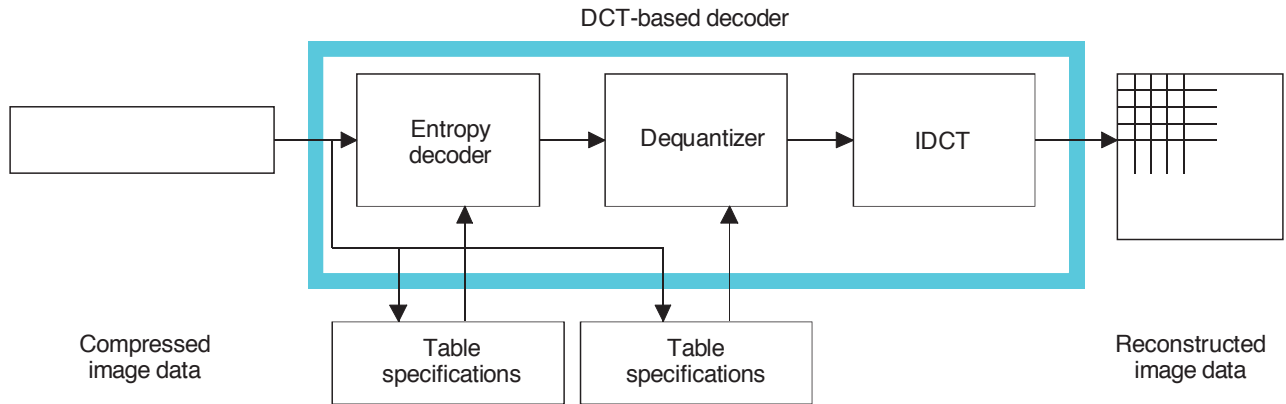 DCT-based decoder
Entropy
decoder
Dequantizer
IDCT
Compressed
image data
Table
specifications
Table
specifications
Reconstructed
image data